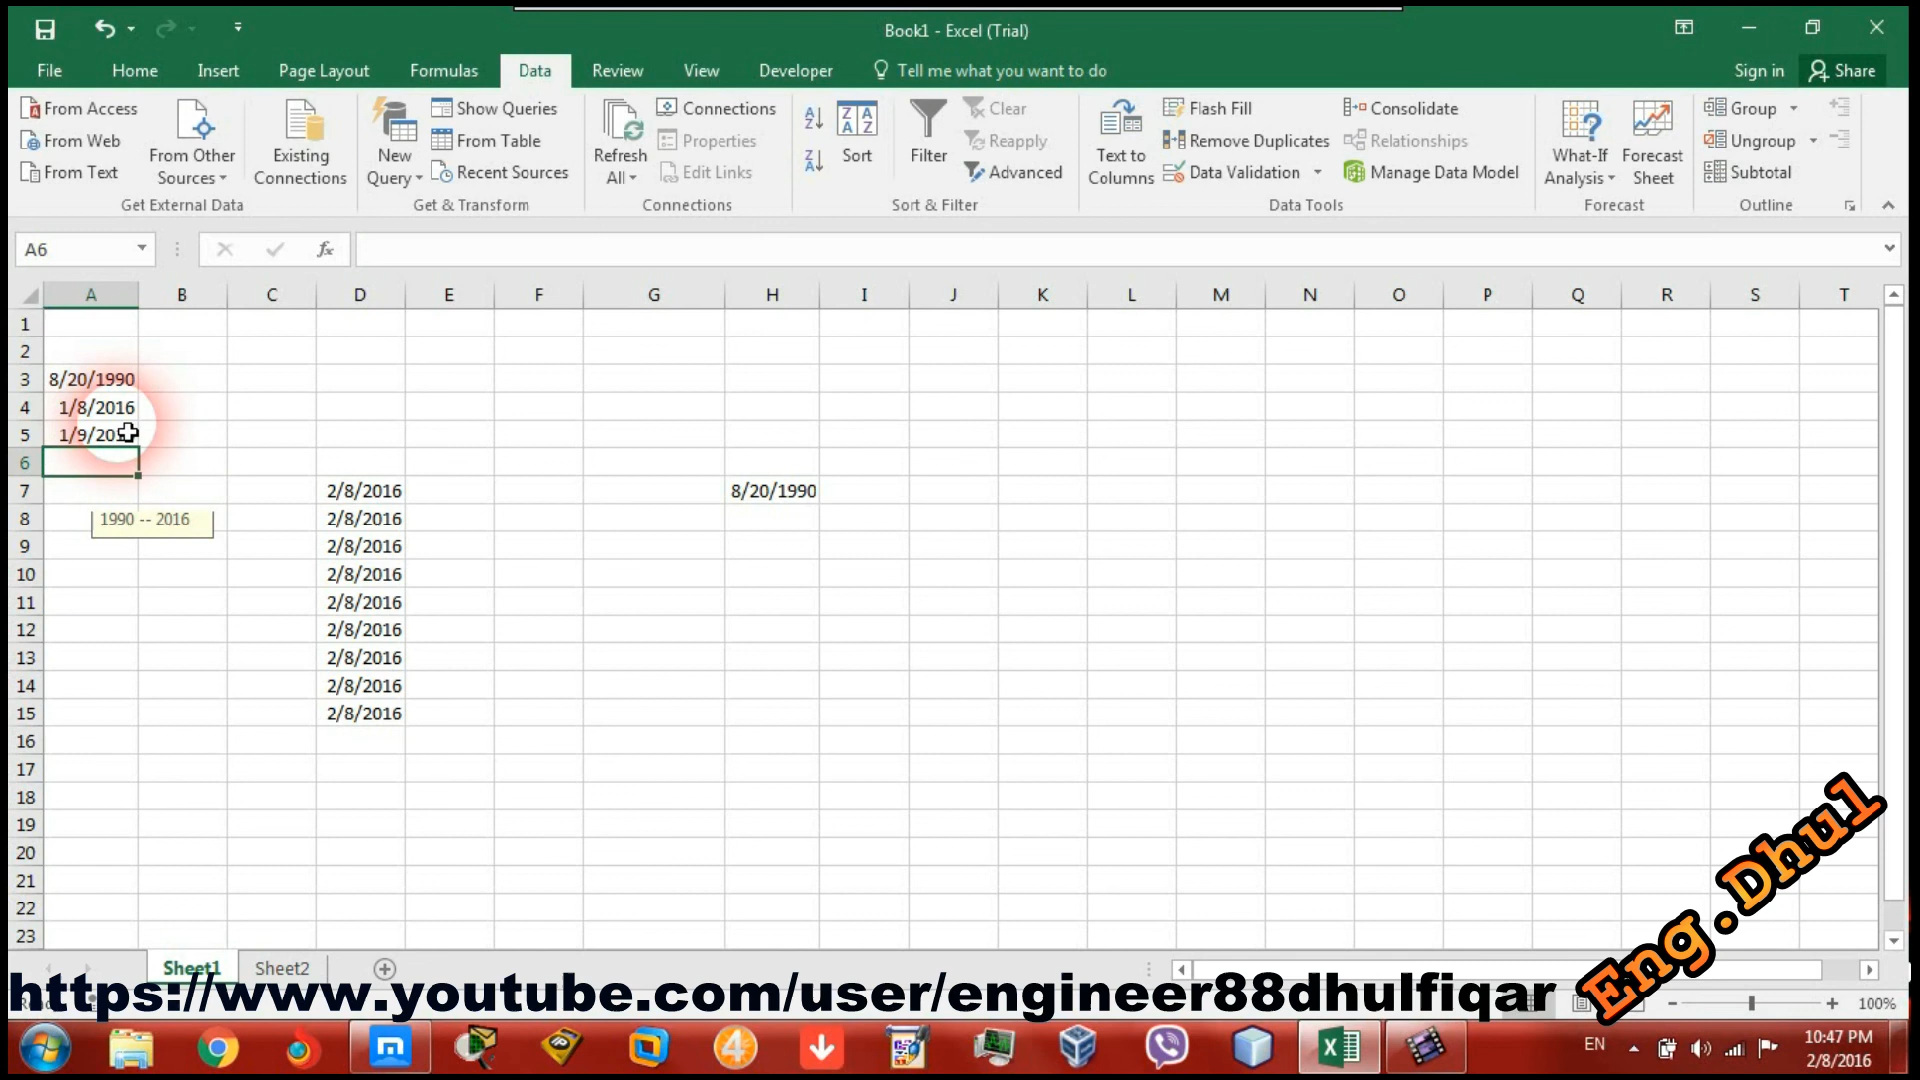 Book1 - Excel (Trial)
File Home Insert Page Layout Formulas Data Review View Developer Tell me what you want to do Sign in Share
From Access
From Web
From Text
From Other Sources
Existing Connections
Get External Data
New Query
Show Queries
From Table
Recent Sources
Get & Transform
Refresh All
Connections
Properties
Edit Links
Connections
Sort
Filter
Clear
Reapply
Advanced
Sort & Filter
Text to Columns
Flash Fill
Remove Duplicates
Data Validation
Consolidate
Relationships
Manage Data Model
Data Tools
What-If Analysis
Forecast Sheet
Forecast
Group
Ungroup
Subtotal
Outline
A6
fx
A B C D E F G H I J K L M N O P Q R S T
1
2
3 8/20/1990
4 1/8/2016
5 1/9/20
6
7 2/8/2016 8/20/1990
8 1990 -- 2016 2/8/2016
9 2/8/2016
10 2/8/2016
11 2/8/2016
12 2/8/2016
13 2/8/2016
14 2/8/2016
15 2/8/2016
16
17
18
19
20
21
22
23
Eng.Dhul
Sheet1 Sheet2
https://www.youtube.com/user/engineer88dhulfiqar
100%
EN
10:47 PM
2/8/2016